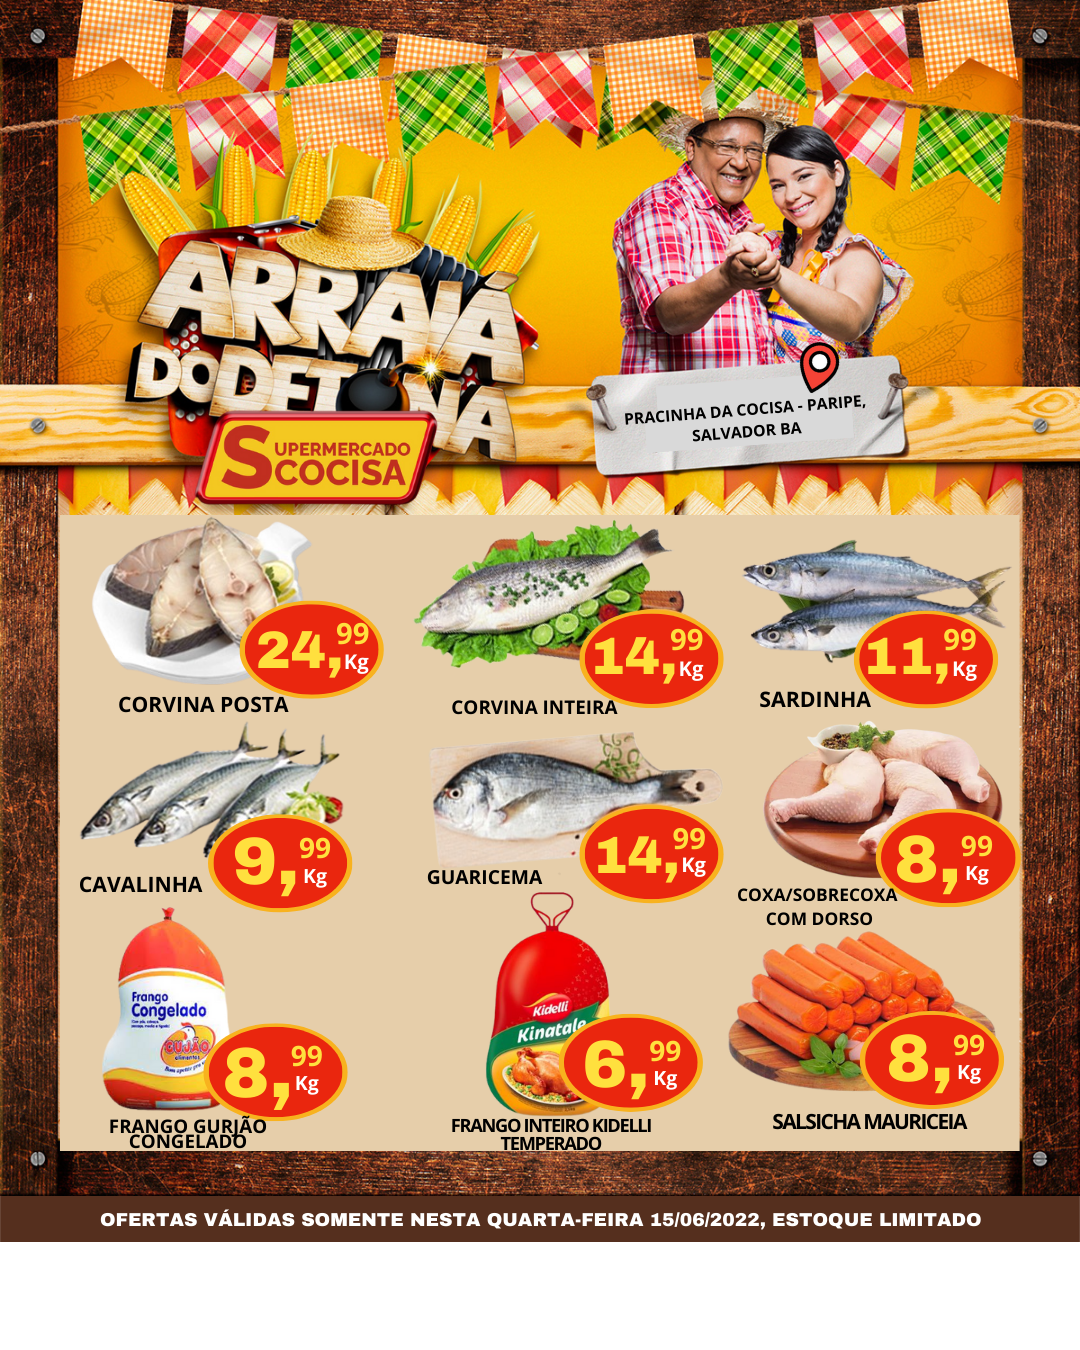 ARRAIÁ
DO DETONA
SUPERMERCADO
COCISA
PRACINHA DA COCISA - PARIPE,
SALVADOR BA
24,99 Kg
CORVINA POSTA
14,99 Kg
CORVINA INTEIRA
11,99 Kg
SARDINHA
9,99 Kg
CAVALINHA
14,99 Kg
GUARICEMA
8,99 Kg
COXA/SOBRECOXA
COM DORSO
Frango
Congelado
GUJÃO
alimentos
8,99 Kg
FRANGO GURJÃO
CONGELADO
Kidelli
Kinatale
6,99 Kg
FRANGO INTEIRO KIDELLI
TEMPERADO
8,99 Kg
SALSICHA MAURICEIA
OFERTAS VÁLIDAS SOMENTE NESTA QUARTA-FEIRA 15/06/2022, ESTOQUE LIMITADO